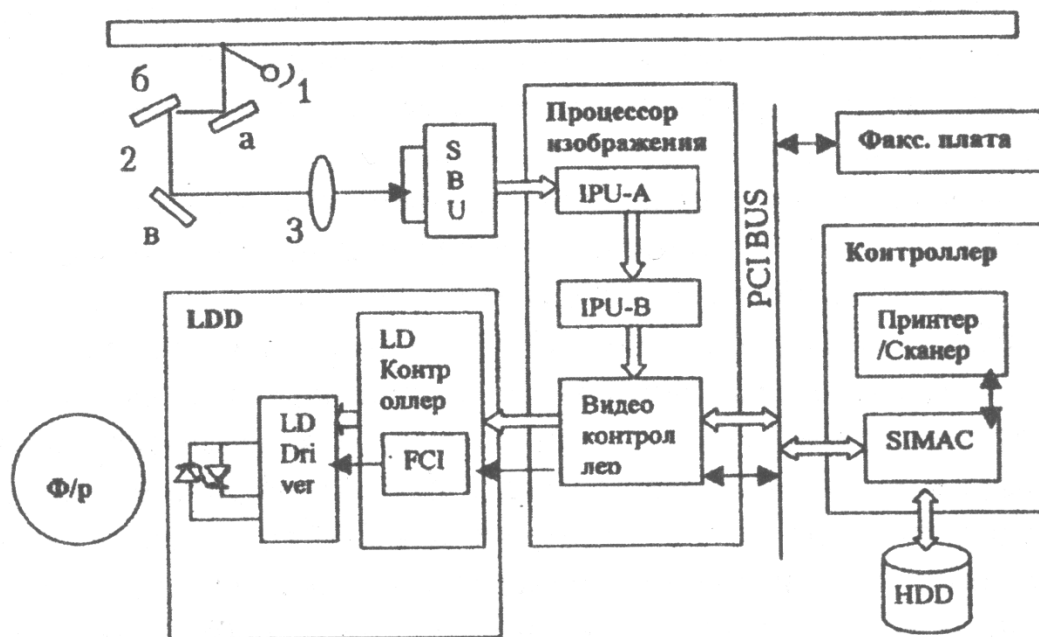 б
1
а
2
в
3
S
B
U
Процессор
изображения
IPU-A
IPU-B
Видео
контрол
лер
PCI BUS
Факс. плата
Контроллер
Принтер
/Сканер
SIMAC
HDD
LDD
LD
Контр
оллер
FCI
LD
Dri
ver
Ф/р